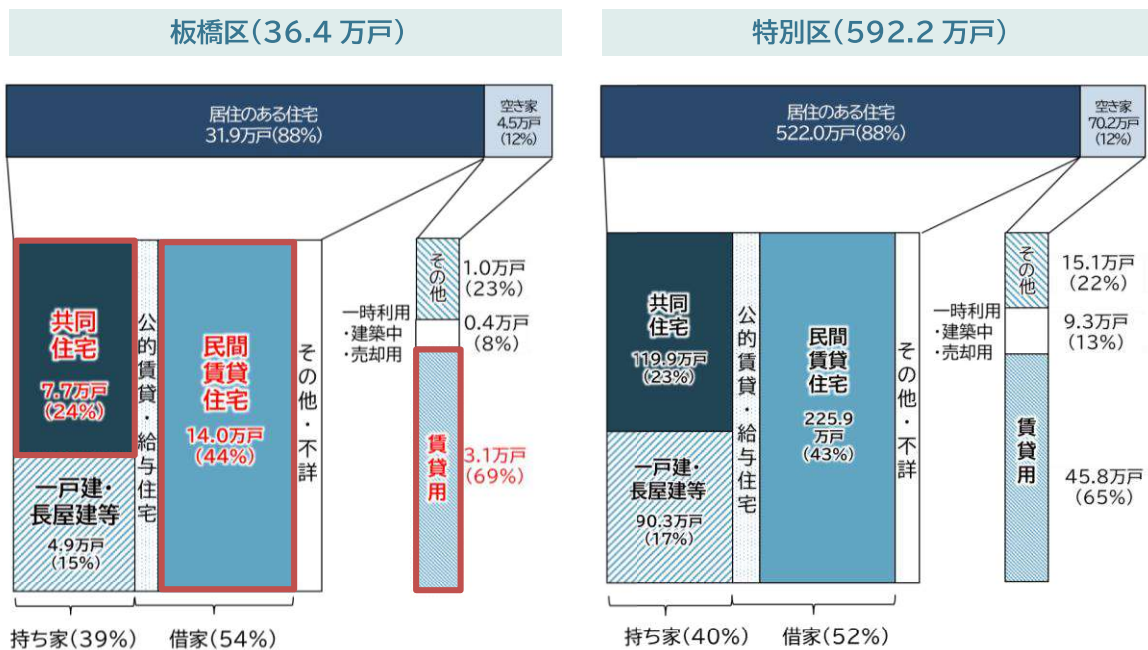 板橋区(36.4 万戸)
居住のある住宅
31.9万戸(88%)
空き家
4.5万戸
(12%)
共同
住宅
7.7万戸
(24%)
一戸建・
長屋建等
4.9万戸
(15%)
公的賃貸・給与住宅
民間
賃貸
住宅
14.0万戸
(44%)
その他・不詳
その他
1.0万戸
(23%)
一時利用
・建築中
・売却用
0.4万戸
(8%)
賃貸用
3.1万戸
(69%)
持ち家(39%)
借家(54%)
特別区(592.2 万戸)
居住のある住宅
522.0万戸(88%)
空き家
70.2万戸
(12%)
共同
住宅
119.9万戸
(23%)
一戸建・
長屋建等
90.3万戸
(17%)
公的賃貸・給与住宅
民間
賃貸
住宅
225.9
万戸
(43%)
その他・不詳
その他
15.1万戸
(22%)
一時利用
・建築中
・売却用
9.3万戸
(13%)
賃貸用
45.8万戸
(65%)
持ち家(40%)
借家(52%)